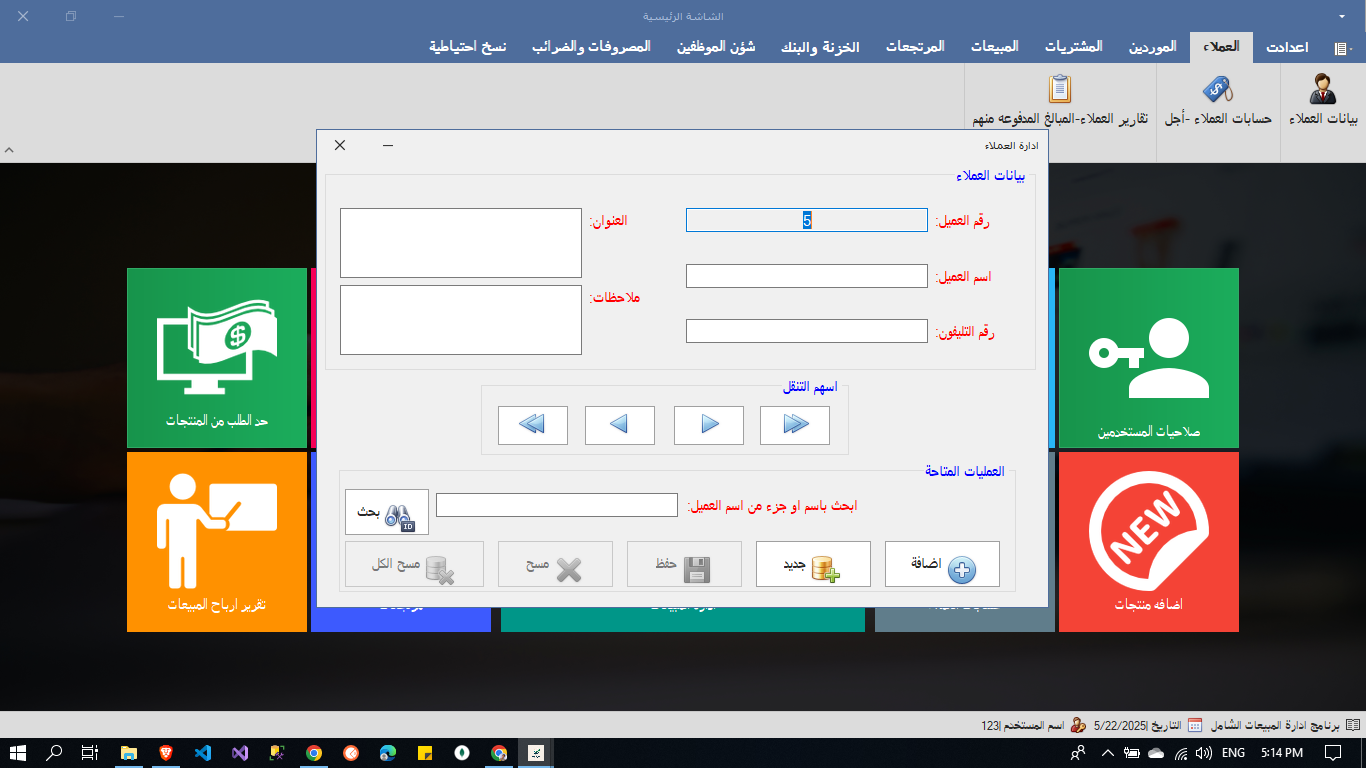 الشاشة الرئيسية
اعدادت
العملاء
الموردين
المشتريات
المبيعات
المرتجعات
الخزنة والبنك
شؤن الموظفين
المصروفات والضرائب
نسخ احتياطية
بيانات العملاء
حسابات العملاء -أجل
تقارير العملاء-المبالغ المدفوعه منهم
ادارة العملاء
بيانات العملاء
رقم العميل:
5
العنوان:
اسم العميل:
ملاحظات:
رقم التليفون:
اسهم التنقل
العمليات المتاحة
ابحث باسم او جزء من اسم العميل:
بحث
ID
اضافة
جديد
حفظ
مسح
مسح الكل
صلاحيات المستخدمين
حد الطلب من المنتجات
NEW
اضافه منتجات
تقرير ارباح المبيعات
برنامج ادارة المبيعات الشامل
التاريخ |5/22/2025
اسم المستخدم |123
ENG
5:14 PM